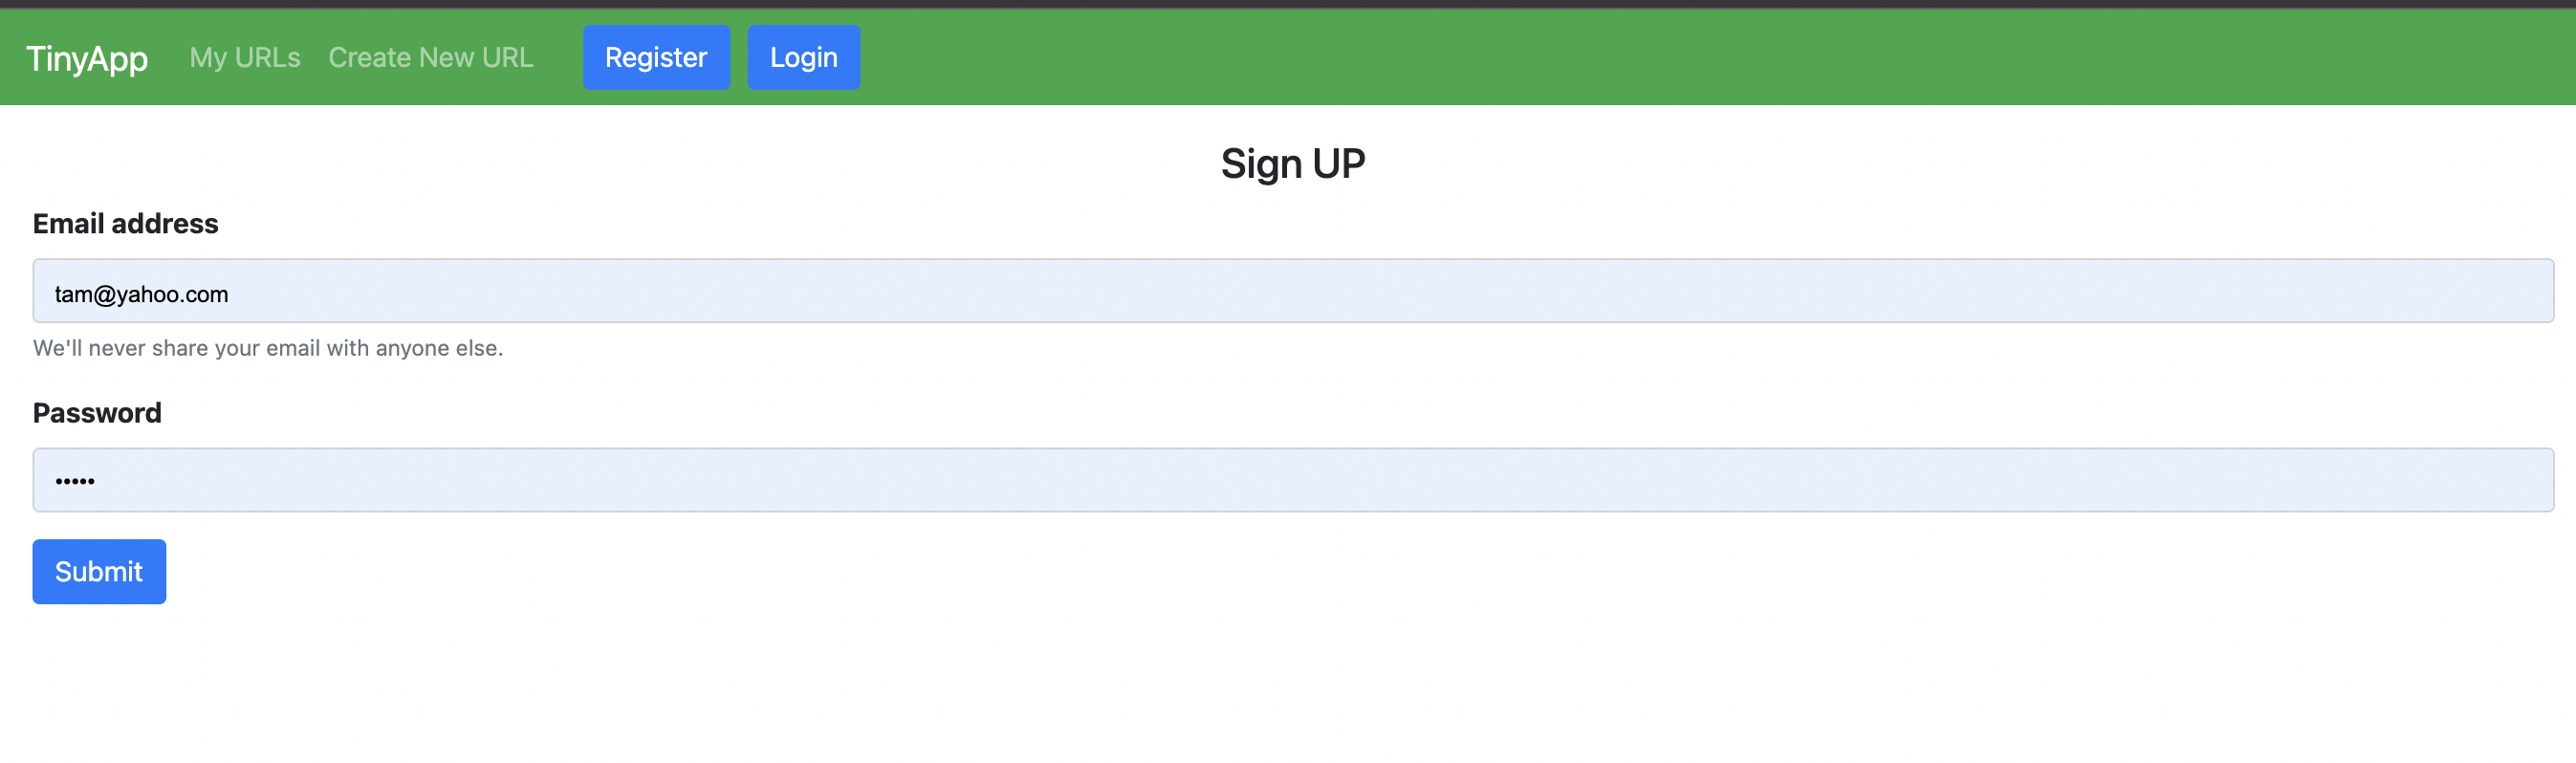 TinyApp My URLs Create New URL Register Login
Sign UP
Email address
tam@yahoo.com
We'll never share your email with anyone else.
Password
•••••
Submit